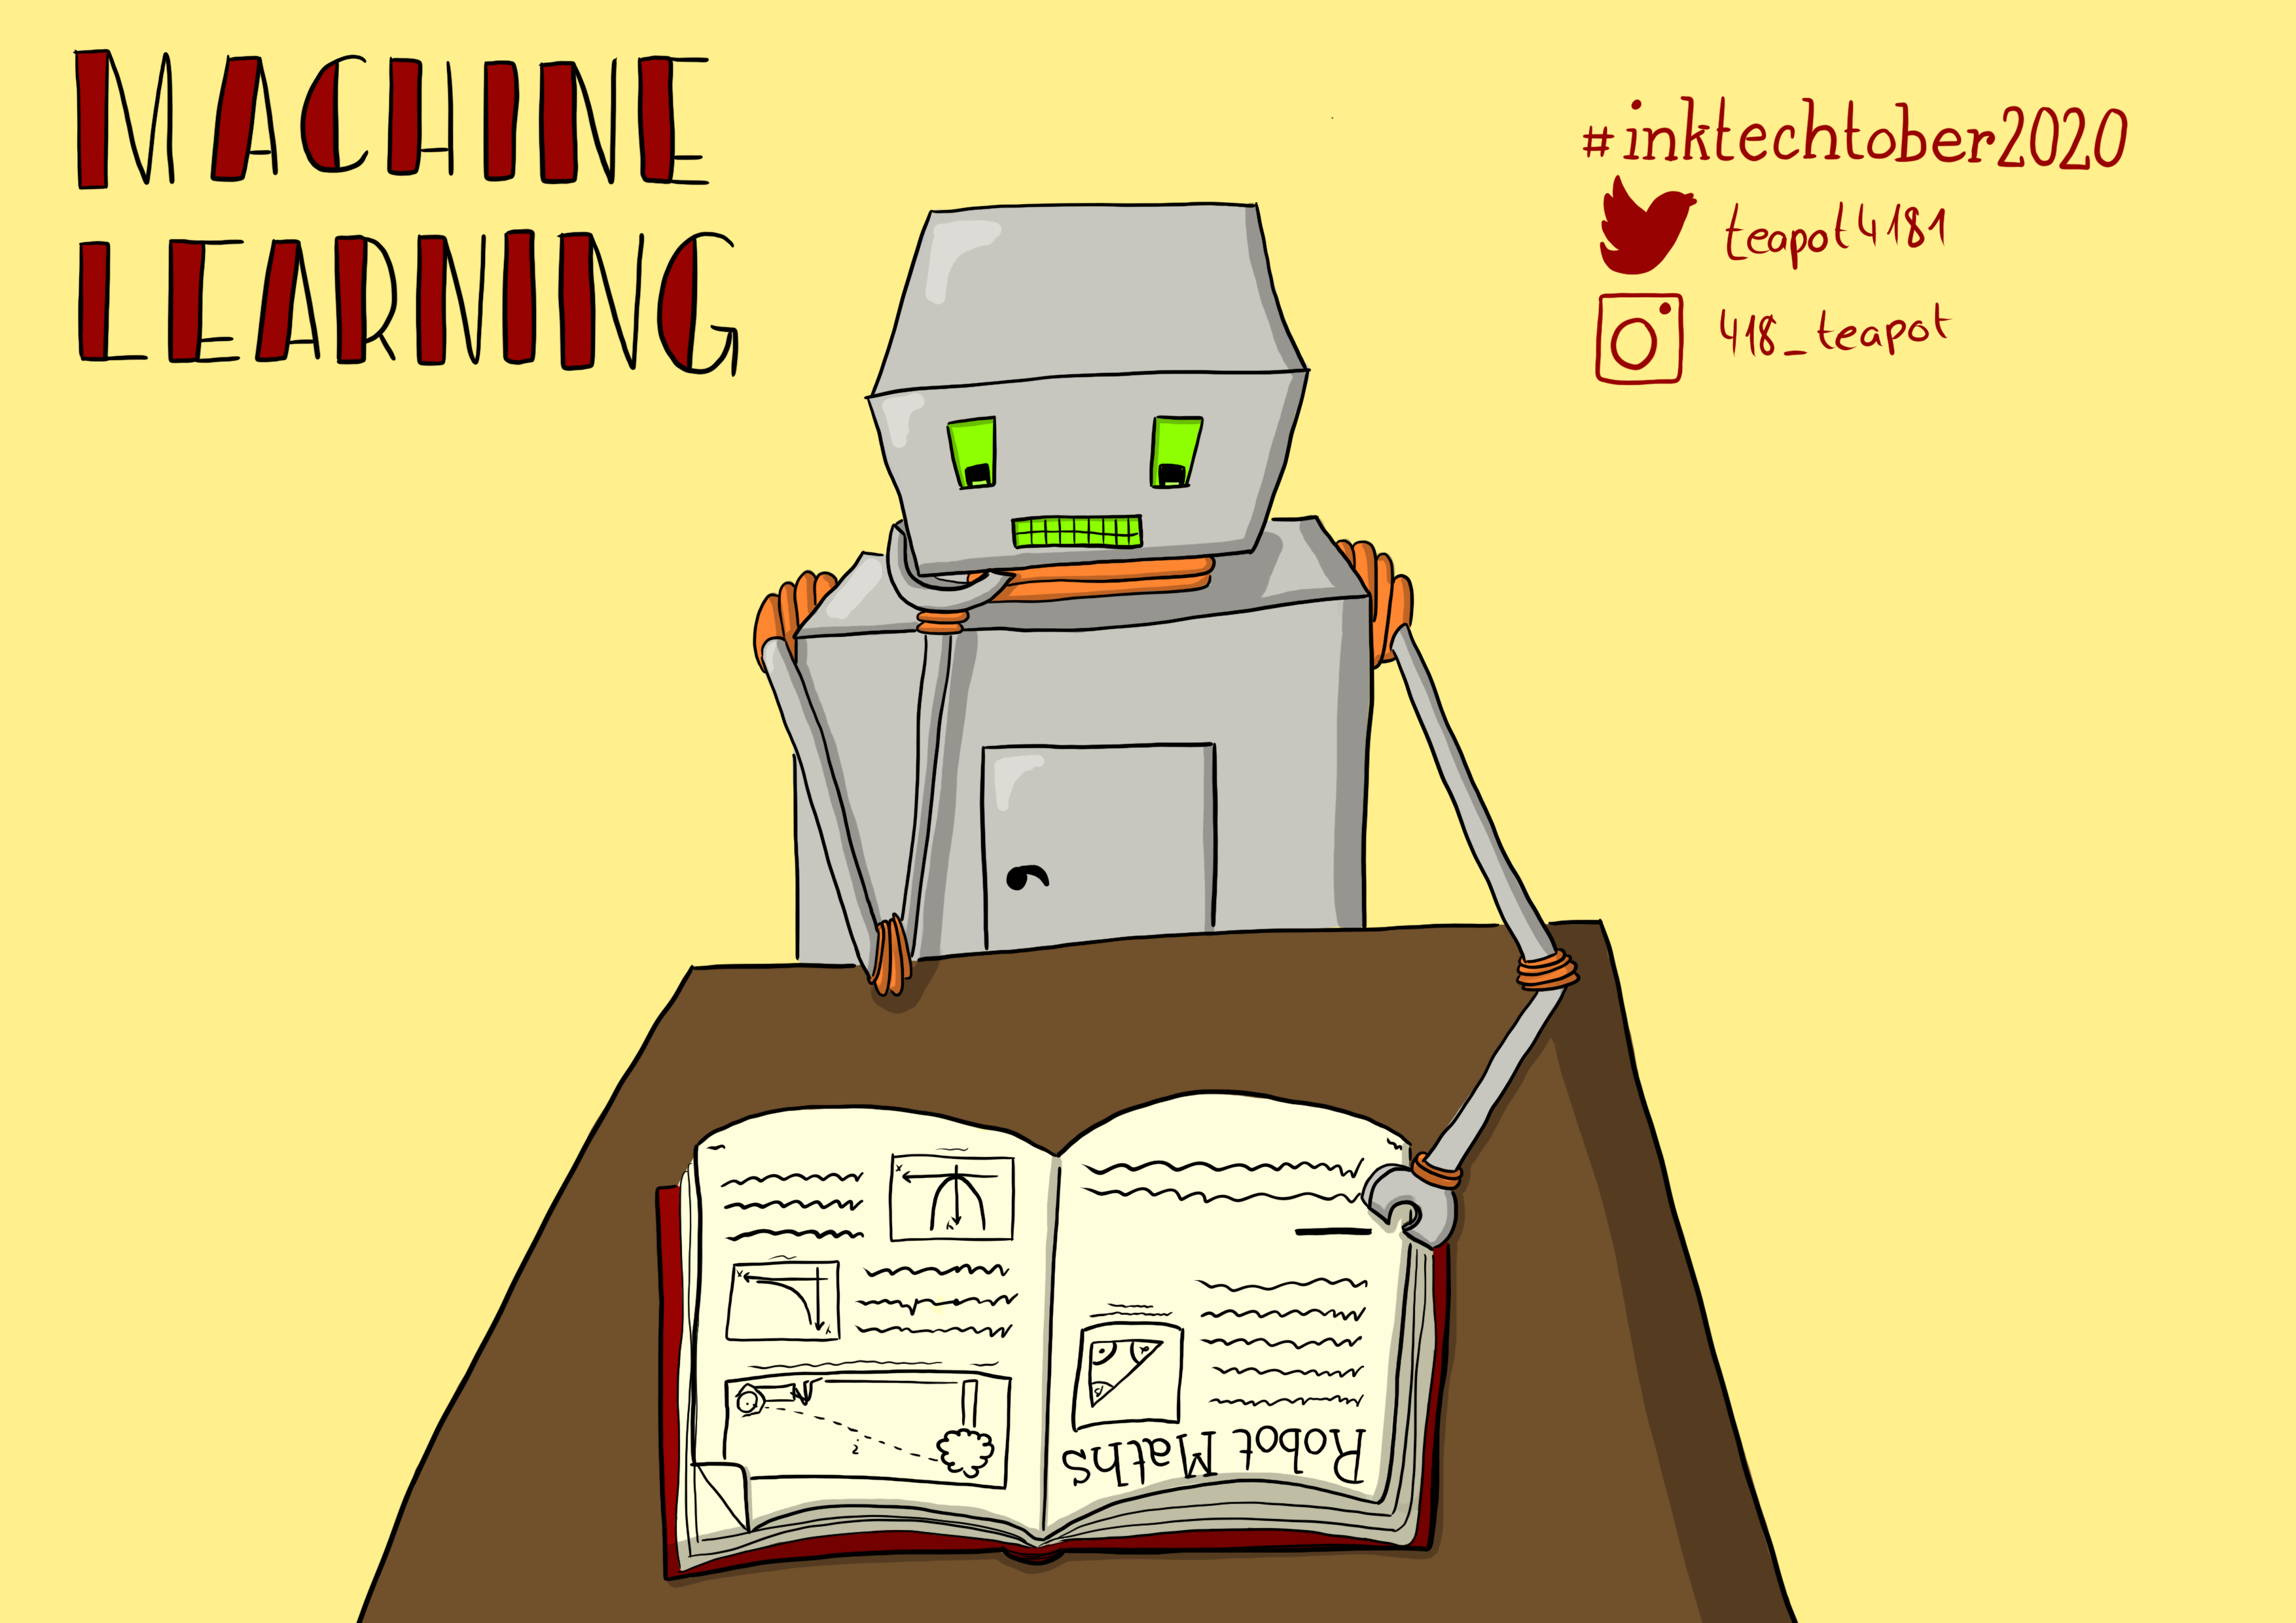 MACHINE
LEARNING
#inktechtober2020
teapot4181
418_teapot
Robot Maths